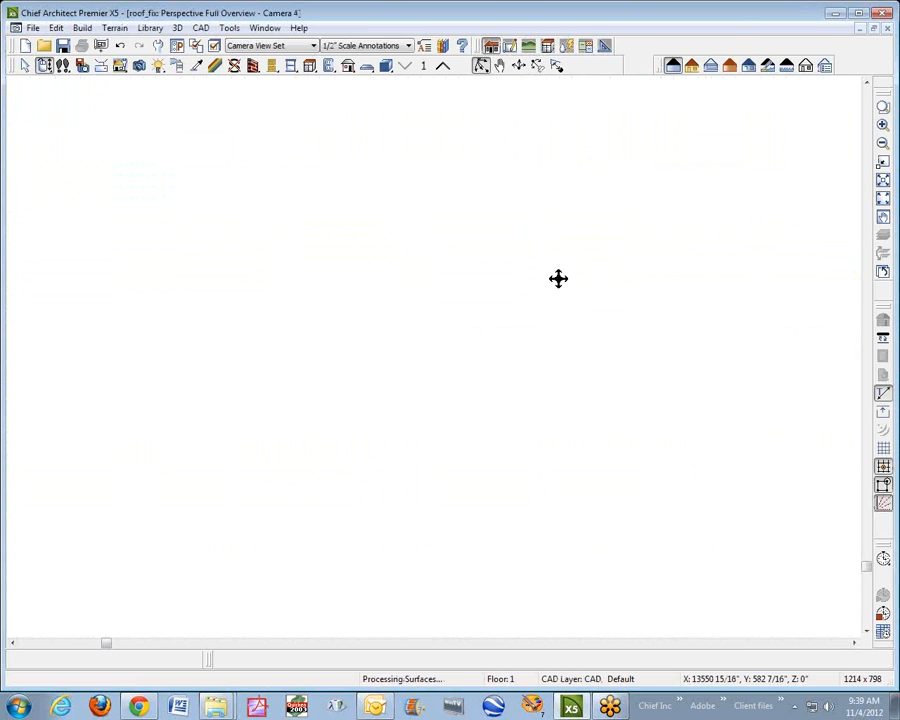 Chief Architect Premier X5 - [roof_fix: Perspective Full Overview - Camera 4]
File Edit Build Terrain Library 3D CAD Tools Window Help
Camera View Set
1/2" Scale Annotations
1
Processing Surfaces...
Floor: 1
CAD Layer: CAD, Default
X: 13550 15/16", Y: 582 7/16", Z: 0"
1214 x 798
X5
Chief Inc
Adobe
Client files
9:39 AM
11/4/2012